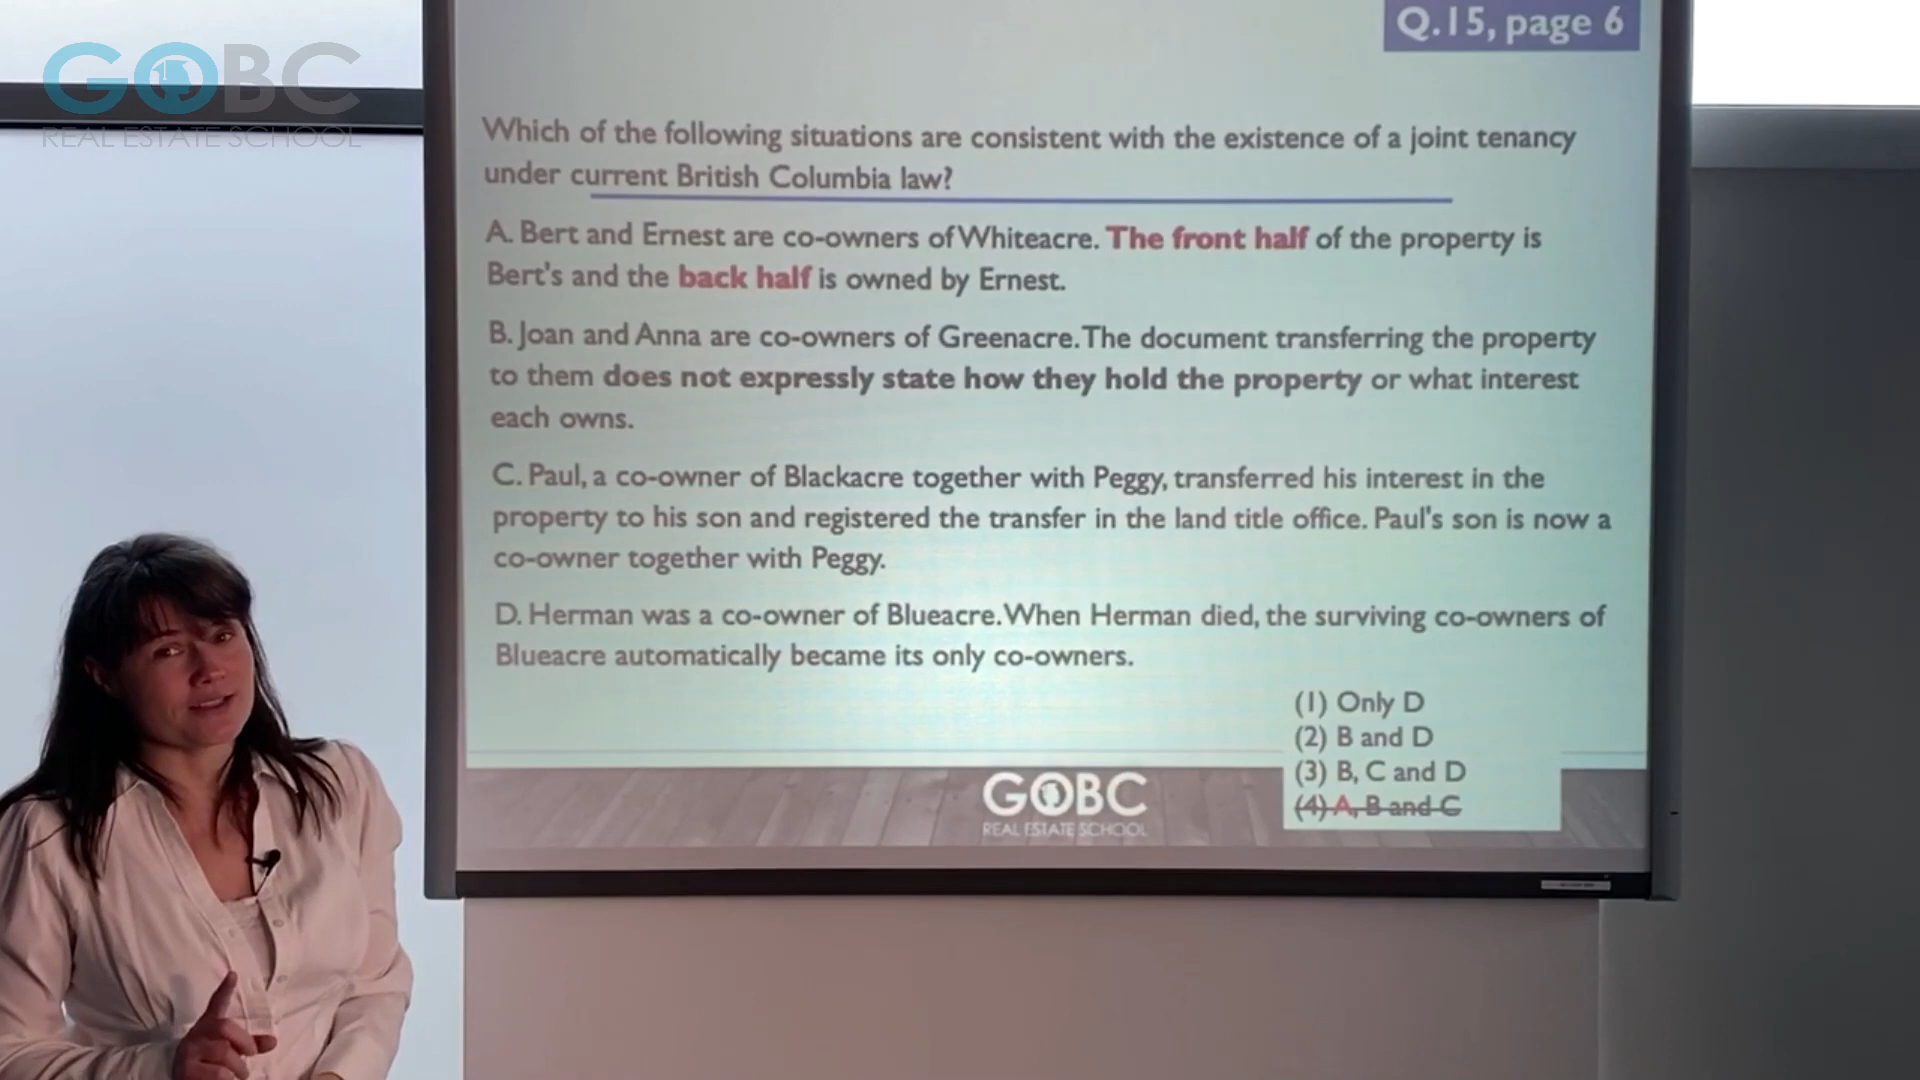 GOBC
REAL ESTATE SCHOOL
Q.15, page 6
Which of the following situations are consistent with the existence of a joint tenancy
under current British Columbia law?
A. Bert and Ernest are co-owners of Whiteacre. The front half of the property is
Bert's and the back half is owned by Ernest.
B. Joan and Anna are co-owners of Greenacre. The document transferring the property
to them does not expressly state how they hold the property or what interest
each owns.
C. Paul, a co-owner of Blackacre together with Peggy, transferred his interest in the
property to his son and registered the transfer in the land title office. Paul's son is now a
co-owner together with Peggy.
D. Herman was a co-owner of Blueacre. When Herman died, the surviving co-owners of
Blueacre automatically became its only co-owners.
(1) Only D
(2) B and D
(3) B, C and D
(4) A, B and C
GOBC
REAL ESTATE SCHOOL